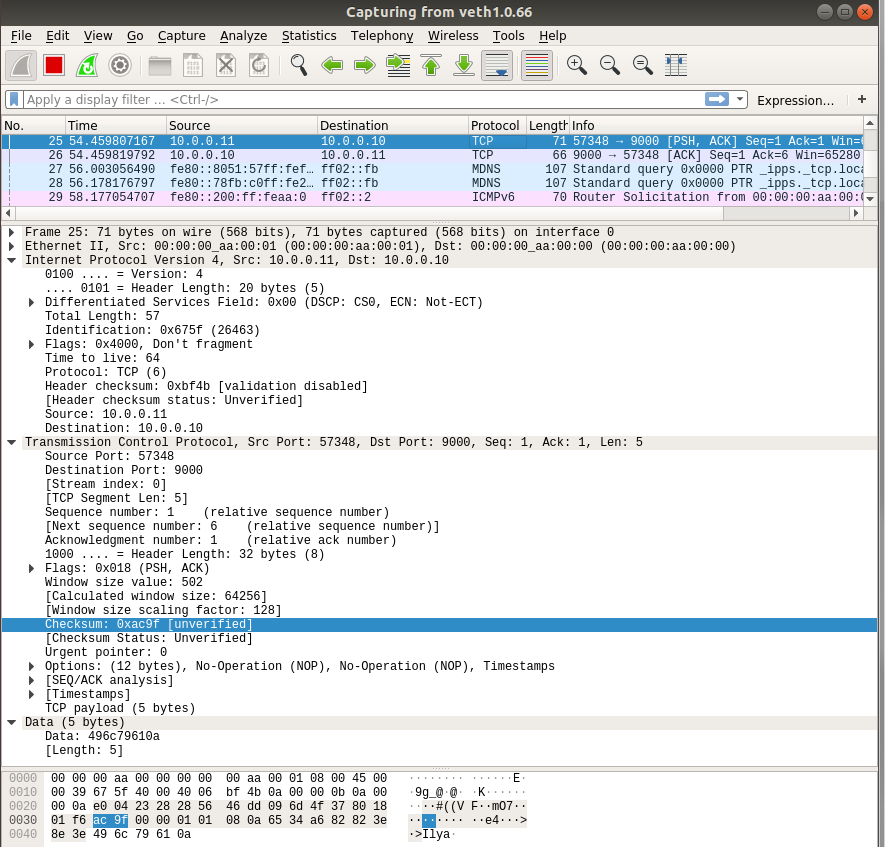 Capturing from veth1.0.66
File Edit View Go Capture Analyze Statistics Telephony Wireless Tools Help
Apply a display filter ... <Ctrl-/> Expression... +
No. Time Source Destination Protocol Length Info
25 54.459807167 10.0.0.11 10.0.0.10 TCP 71 57348 → 9000 [PSH, ACK] Seq=1 Ack=1 Win=
26 54.459819792 10.0.0.10 10.0.0.11 TCP 66 9000 → 57348 [ACK] Seq=1 Ack=6 Win=65280
27 56.003056490 fe80::8051:57ff:fef… ff02::fb MDNS 107 Standard query 0x0000 PTR _ipps._tcp.loca
28 56.178176797 fe80::78fb:c0ff:fe2… ff02::fb MDNS 107 Standard query 0x0000 PTR _ipps._tcp.loca
29 58.177054707 fe80::200:ff:feaa:0 ff02::2 ICMPv6 70 Router Solicitation from 00:00:00:aa:00:
Frame 25: 71 bytes on wire (568 bits), 71 bytes captured (568 bits) on interface 0
Ethernet II, Src: 00:00:00_aa:00:01 (00:00:00:aa:00:01), Dst: 00:00:00_aa:00:00 (00:00:00:aa:00:00)
Internet Protocol Version 4, Src: 10.0.0.11, Dst: 10.0.0.10
0100 .... = Version: 4
.... 0101 = Header Length: 20 bytes (5)
Differentiated Services Field: 0x00 (DSCP: CS0, ECN: Not-ECT)
Total Length: 57
Identification: 0x675f (26463)
Flags: 0x4000, Don't fragment
Time to live: 64
Protocol: TCP (6)
Header checksum: 0xbf4b [validation disabled]
[Header checksum status: Unverified]
Source: 10.0.0.11
Destination: 10.0.0.10
Transmission Control Protocol, Src Port: 57348, Dst Port: 9000, Seq: 1, Ack: 1, Len: 5
Source Port: 57348
Destination Port: 9000
[Stream index: 0]
[TCP Segment Len: 5]
Sequence number: 1 (relative sequence number)
[Next sequence number: 6 (relative sequence number)]
Acknowledgment number: 1 (relative ack number)
1000 .... = Header Length: 32 bytes (8)
Flags: 0x018 (PSH, ACK)
Window size value: 502
[Calculated window size: 64256]
[Window size scaling factor: 128]
Checksum: 0xac9f [unverified]
[Checksum Status: Unverified]
Urgent pointer: 0
Options: (12 bytes), No-Operation (NOP), No-Operation (NOP), Timestamps
[SEQ/ACK analysis]
[Timestamps]
TCP payload (5 bytes)
Data (5 bytes)
Data: 496c79610a
[Length: 5]
0000 00 00 00 aa 00 00 00 00 00 aa 00 01 08 00 45 00 ········ ······E·
0010 00 39 67 5f 40 00 40 06 bf 4b 0a 00 00 0b 0a 00 ·9g_@·@· ·K······
0020 00 0a e0 04 23 28 28 56 46 dd 09 6d 4f 37 80 18 ····#((V F··mO7··
0030 01 f6 ac 9f 00 00 01 01 08 0a 65 34 a6 82 82 3e ········ ··e4···>
0040 8e 3e 49 6c 79 61 0a ·>Ilya·